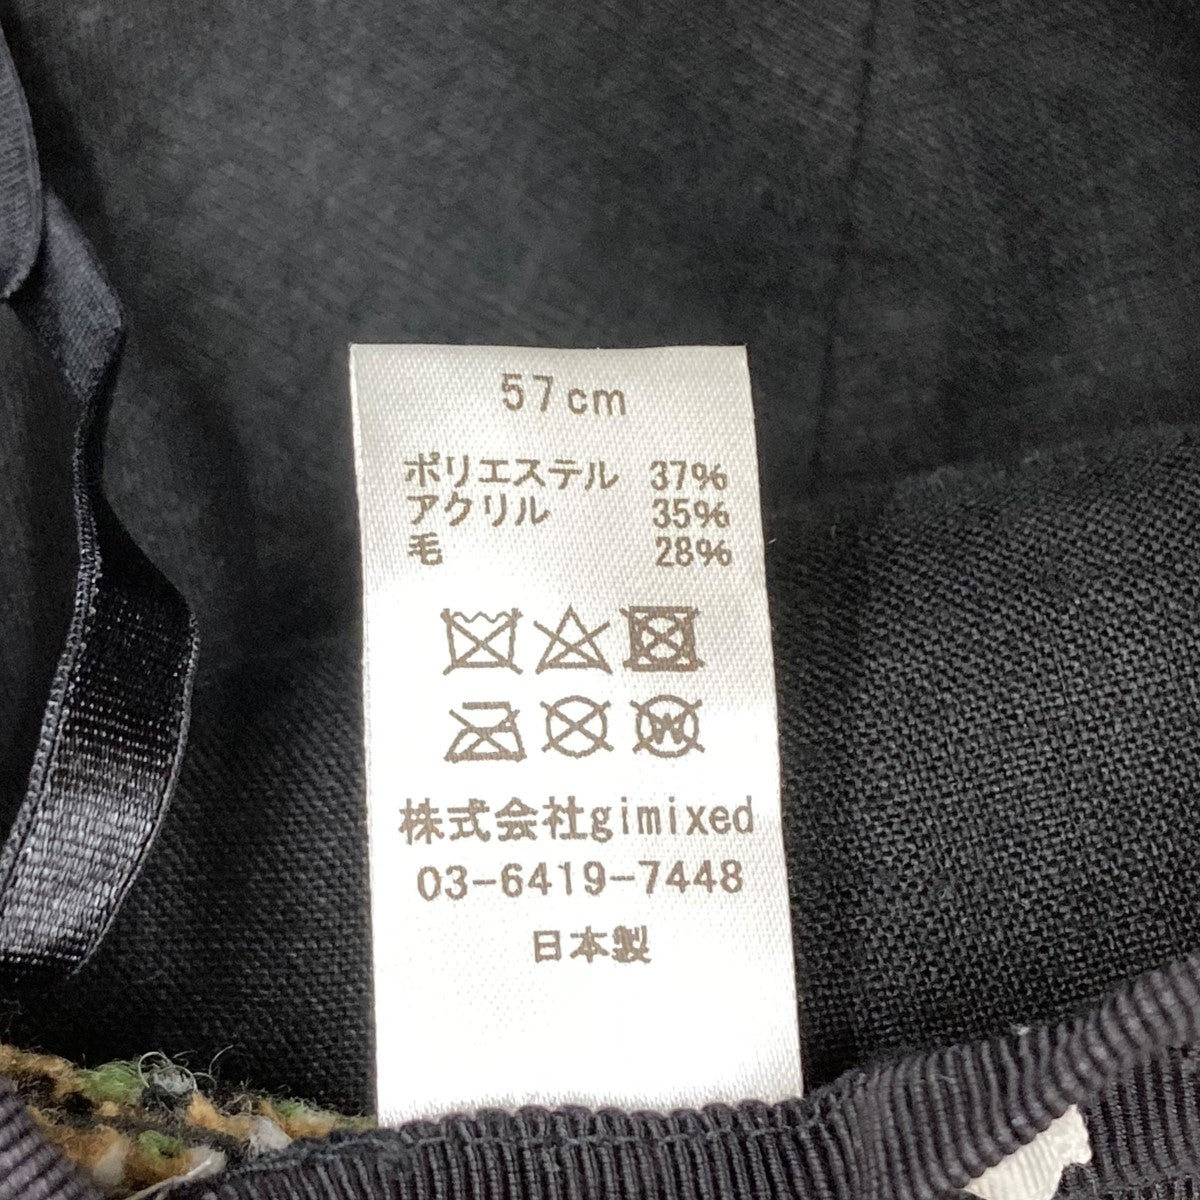 57cm
ポリエステル 37%
アクリル 35%
毛 28%
W
株式会社gimixed
03-6419-7448
日本製